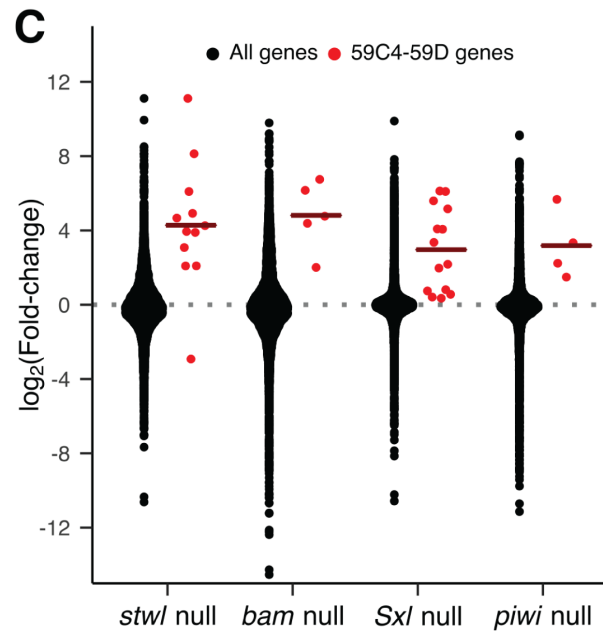 C
All genes 59C4-59D genes
log2(Fold-change)
12
8
4
0
-4
-8
-12
stwl null bam null Sxl null piwi null